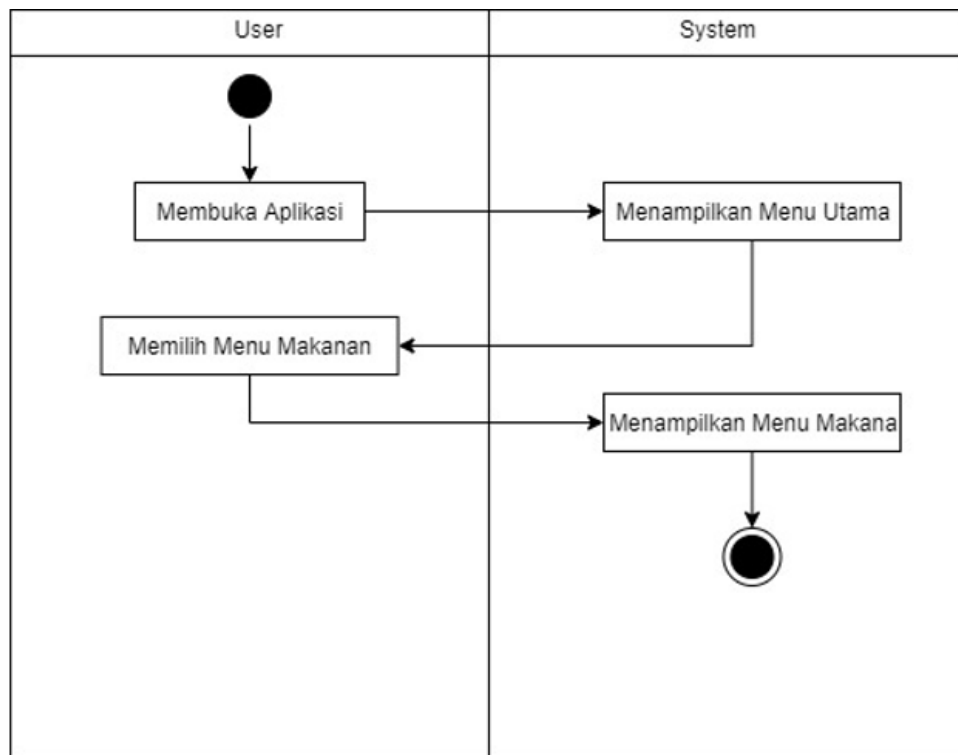 User
System
Membuka Aplikasi
Menampilkan Menu Utama
Memilih Menu Makanan
Menampilkan Menu Makana